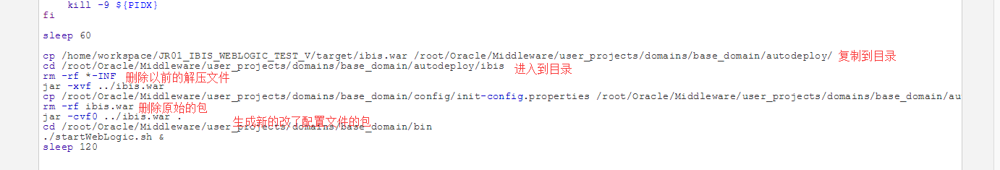 kill -9 ${PIDX}
fi
sleep 60
cp /home/workspace/JR01_IBIS_WEBLOGIC_TEST_V/target/ibis.war /root/Oracle/Middleware/user_projects/domains/base_domain/autodeploy/ 复制到目录
cd /root/Oracle/Middleware/user_projects/domains/base_domain/autodeploy/ibis 进入到目录
rm -rf *-INF 删除以前的解压文件
jar -xvf ../ibis.war
cp /root/Oracle/Middleware/user_projects/domains/base_domain/config/init-config.properties /root/Oracle/Middleware/user_projects/domains/base_domain/au
rm -rf ibis.war 删除原始的包
jar -cvf0 ../ibis.war . 生成新的改了配置文件的包
cd /root/Oracle/Middleware/user_projects/domains/base_domain/bin
./startWebLogic.sh &
sleep 120